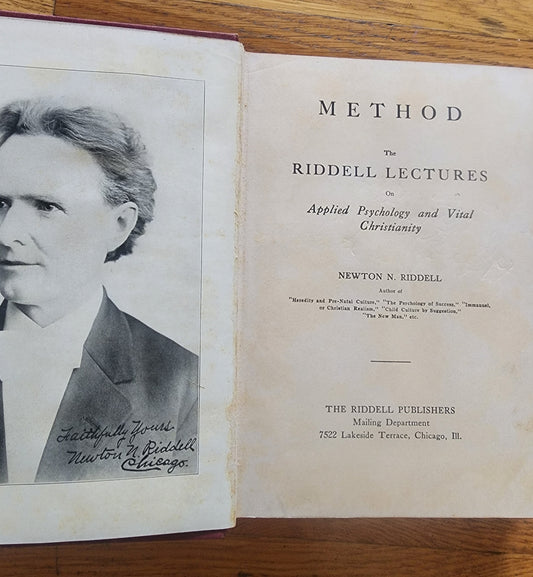 Faithfully Yours
Newton N. Riddell
Chicago.
METHOD
The
RIDDELL LECTURES
On
Applied Psychology and Vital
Christianity
NEWTON N. RIDDELL
Author of
"Heredity and Pre-Natal Culture," "The Psychology of Success," "Immanuel,
or Christian Realism," "Child Culture by Suggestion,"
"The New Man," etc.
THE RIDDELL PUBLISHERS
Mailing Department
7522 Lakeside Terrace, Chicago, Ill.